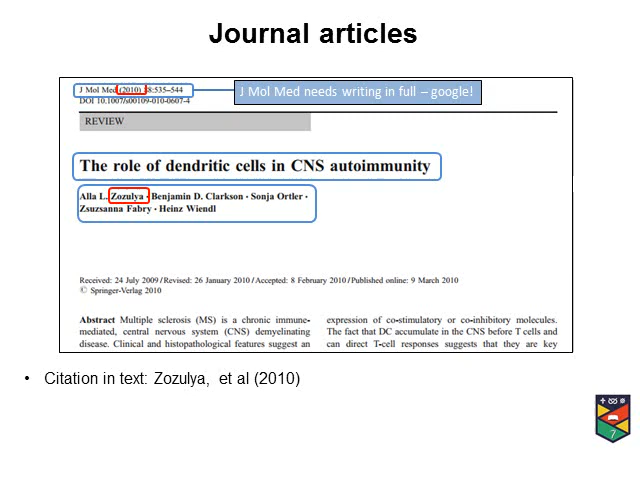 Journal articles
J Mol Med (2010) 88:535–544
J Mol Med needs writing in full – google!
DOI 10.1007/s00109-010-0607-4
REVIEW
The role of dendritic cells in CNS autoimmunity
Alla L. Zozulya · Benjamin D. Clarkson · Sonja Ortler ·
Zsuzsanna Fabry · Heinz Wiendl
Received: 24 July 2009 / Revised: 26 January 2010 / Accepted: 8 February 2010 / Published online: 9 March 2010
© Springer-Verlag 2010
Abstract Multiple sclerosis (MS) is a chronic immune-
mediated, central nervous system (CNS) demyelinating
disease. Clinical and histopathological features suggest an
expression of co-stimulatory or co-inhibitory molecules.
The fact that DC accumulate in the CNS before T cells and
can direct T-cell responses suggests that they are key
• Citation in text: Zozulya, et al (2010)
7